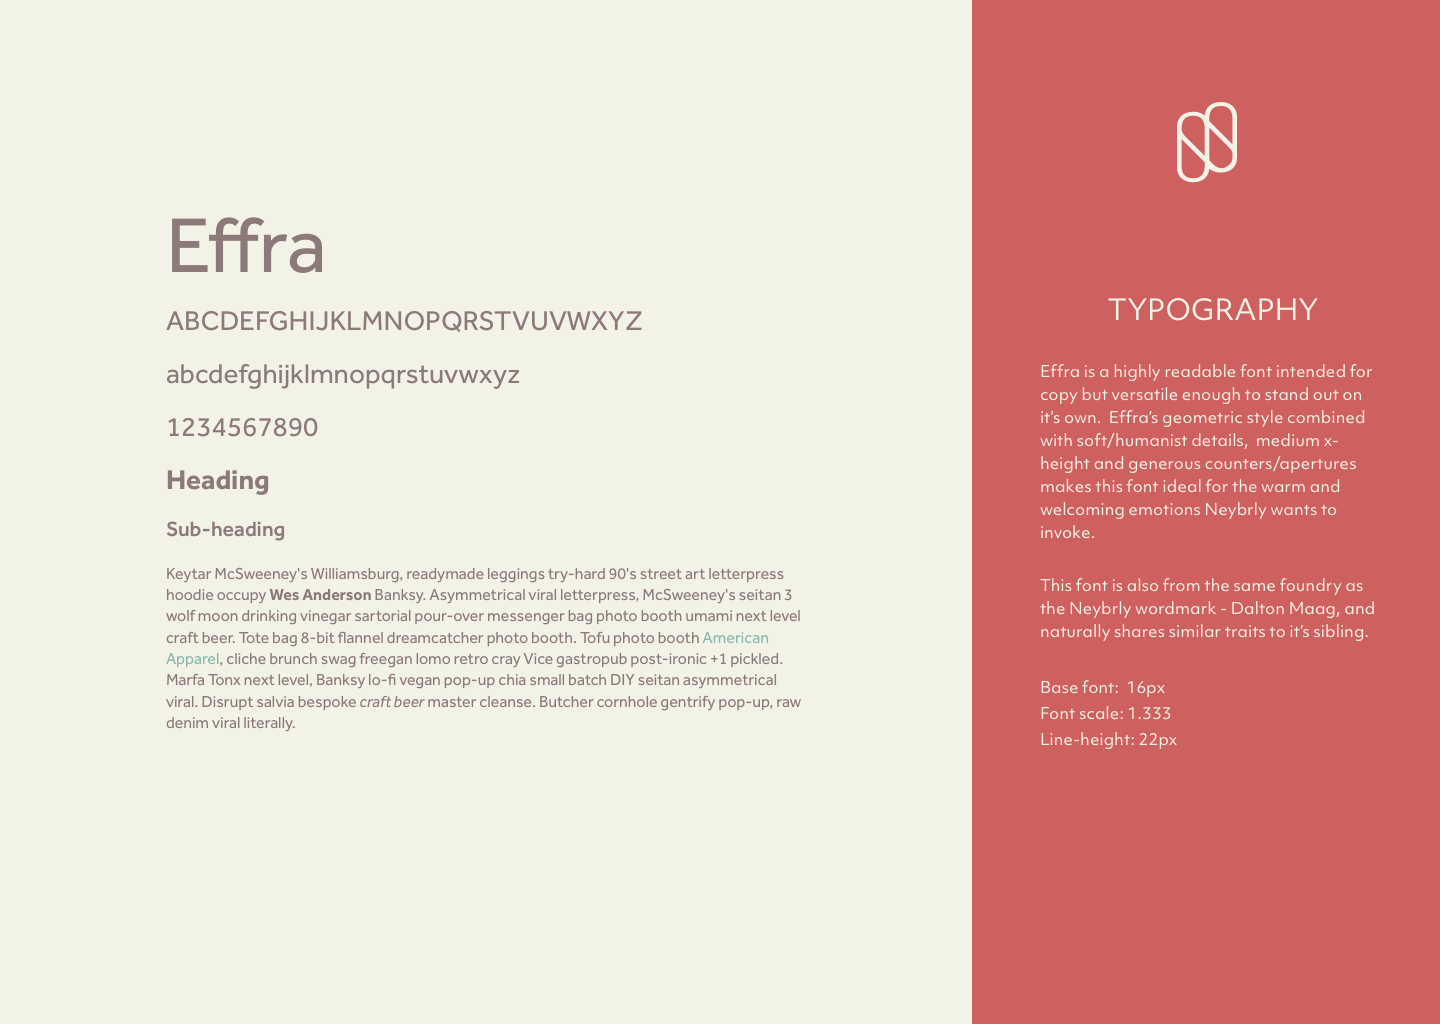 Effra
ABCDEFGHIJKLMNOPQRSTVUVWXYZ
abcdefghijklmnopqrstuvwxyz
1234567890
Heading
Sub-heading
Keytar McSweeney's Williamsburg, readymade leggings try-hard 90's street art letterpress
hoodie occupy Wes Anderson Banksy. Asymmetrical viral letterpress, McSweeney's seitan 3
wolf moon drinking vinegar sartorial pour-over messenger bag photo booth umami next level
craft beer. Tote bag 8-bit flannel dreamcatcher photo booth. Tofu photo booth American
Apparel, cliche brunch swag freegan lomo retro cray Vice gastropub post-ironic +1 pickled.
Marfa Tonx next level, Banksy lo-fi vegan pop-up chia small batch DIY seitan asymmetrical
viral. Disrupt salvia bespoke craft beer master cleanse. Butcher cornhole gentrify pop-up, raw
denim viral literally.
TYPOGRAPHY
Effra is a highly readable font intended for
copy but versatile enough to stand out on
it’s own.  Effra’s geometric style combined
with soft/humanist details,  medium x-
height and generous counters/apertures
makes this font ideal for the warm and
welcoming emotions Neybrly wants to
invoke.
This font is also from the same foundry as
the Neybrly wordmark - Dalton Maag, and
naturally shares similar traits to it’s sibling.
Base font:  16px
Font scale: 1.333
Line-height: 22px